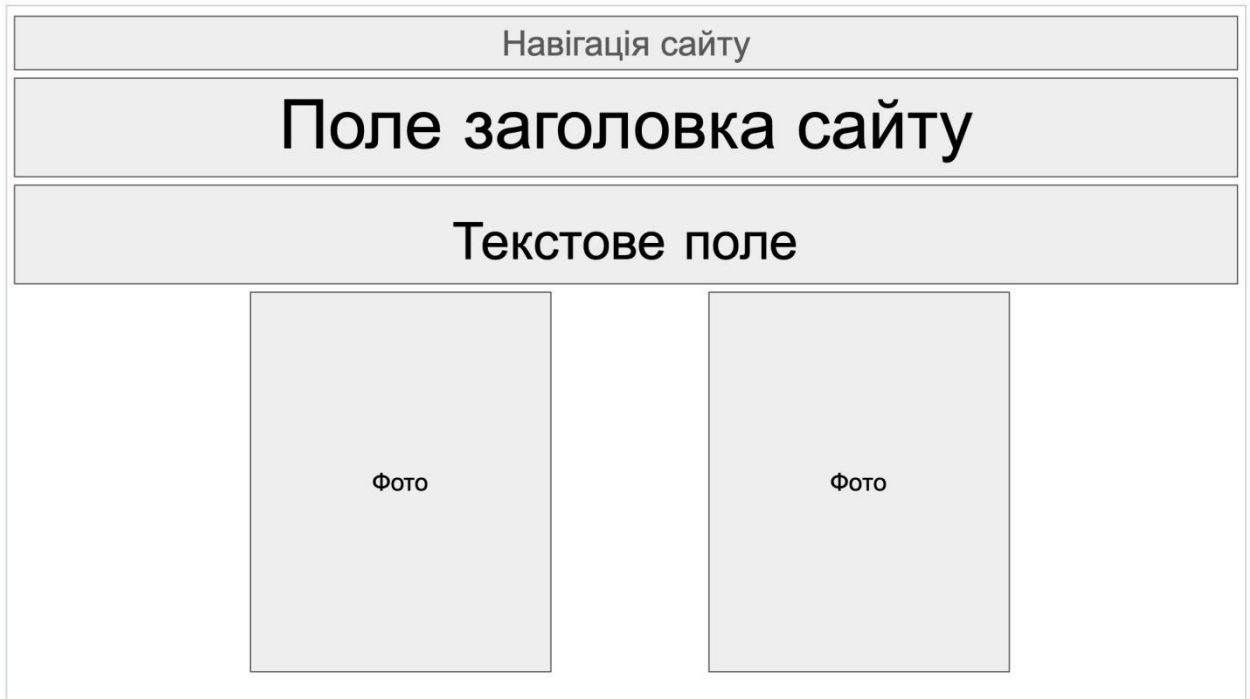 Навігація сайту
Поле заголовка сайту
Текстове поле
Фото
Фото